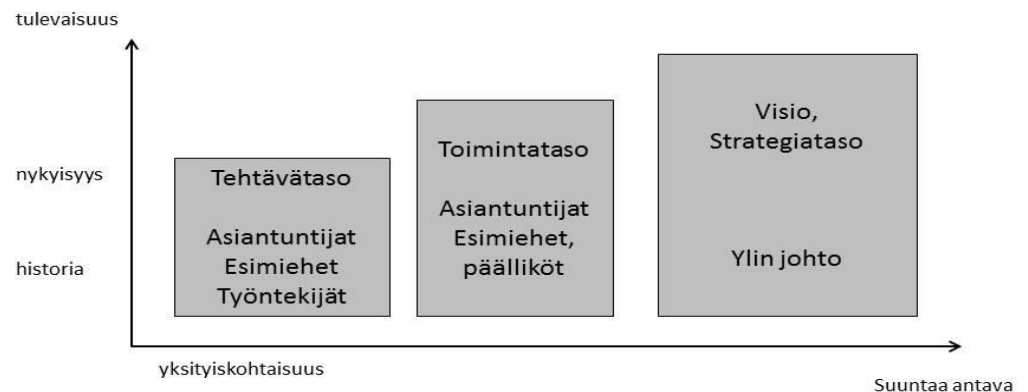 tulevaisuus
nykyisyys
historia
Tehtävätaso
Asiantuntijat
Esimiehet
Työntekijät
Toimintataso
Asiantuntijat
Esimiehet,
päälliköt
Visio,
Strategiataso
Ylin johto
yksityiskohtaisuus
Suuntaa antava